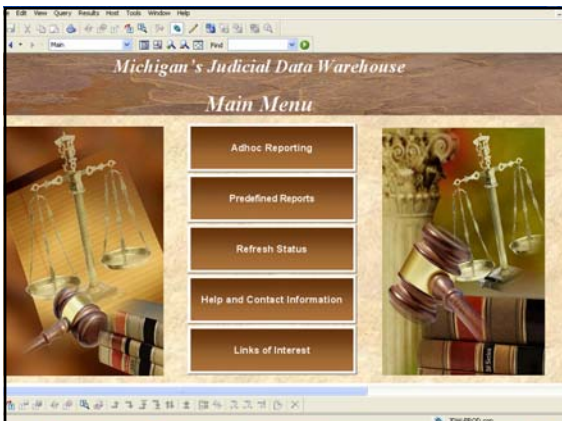 Edit View Query Results Host Tools Window Help
Main
Find
Michigan's Judicial Data Warehouse
Main Menu
Adhoc Reporting
Predefined Reports
Refresh Status
Help and Contact Information
Links of Interest